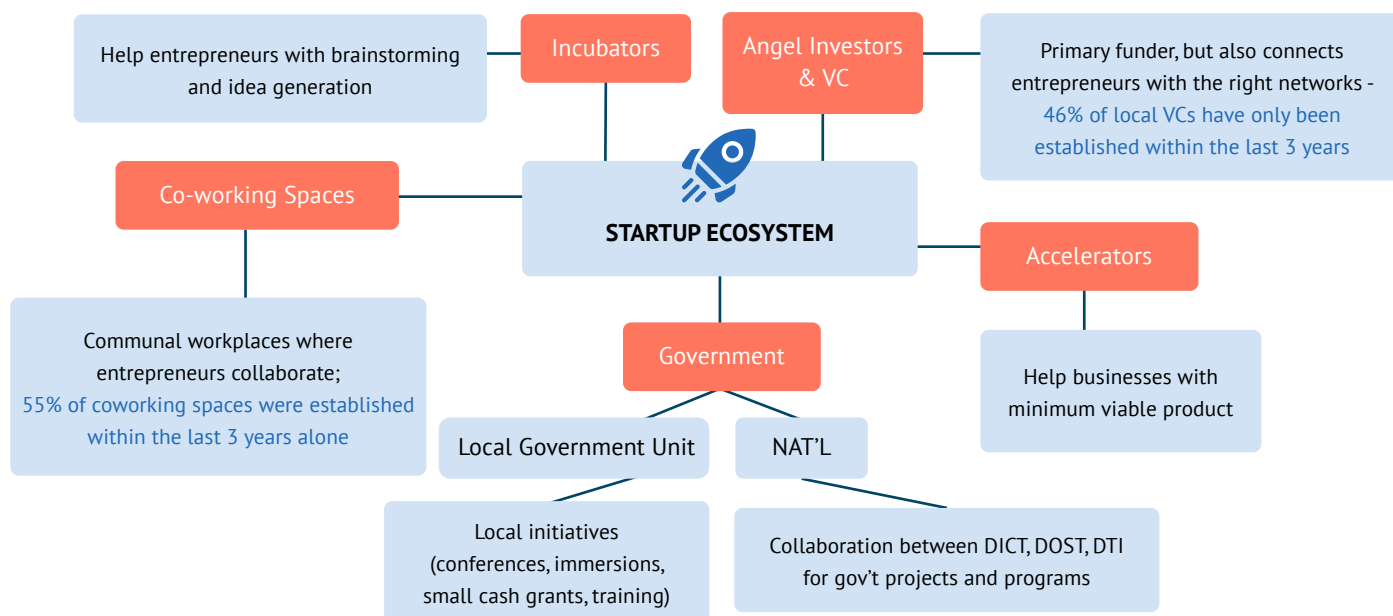 Incubators
Help entrepreneurs with brainstorming
and idea generation
Angel Investors
& VC
Primary funder, but also connects
entrepreneurs with the right networks -
46% of local VCs have only been
established within the last 3 years
Co-working Spaces
Communal workplaces where
entrepreneurs collaborate;
55% of coworking spaces were established
within the last 3 years alone
STARTUP ECOSYSTEM
Accelerators
Help businesses with
minimum viable product
Government
Local Government Unit
NAT'L
Local initiatives
(conferences, immersions,
small cash grants, training)
Collaboration between DICT, DOST, DTI
for gov't projects and programs